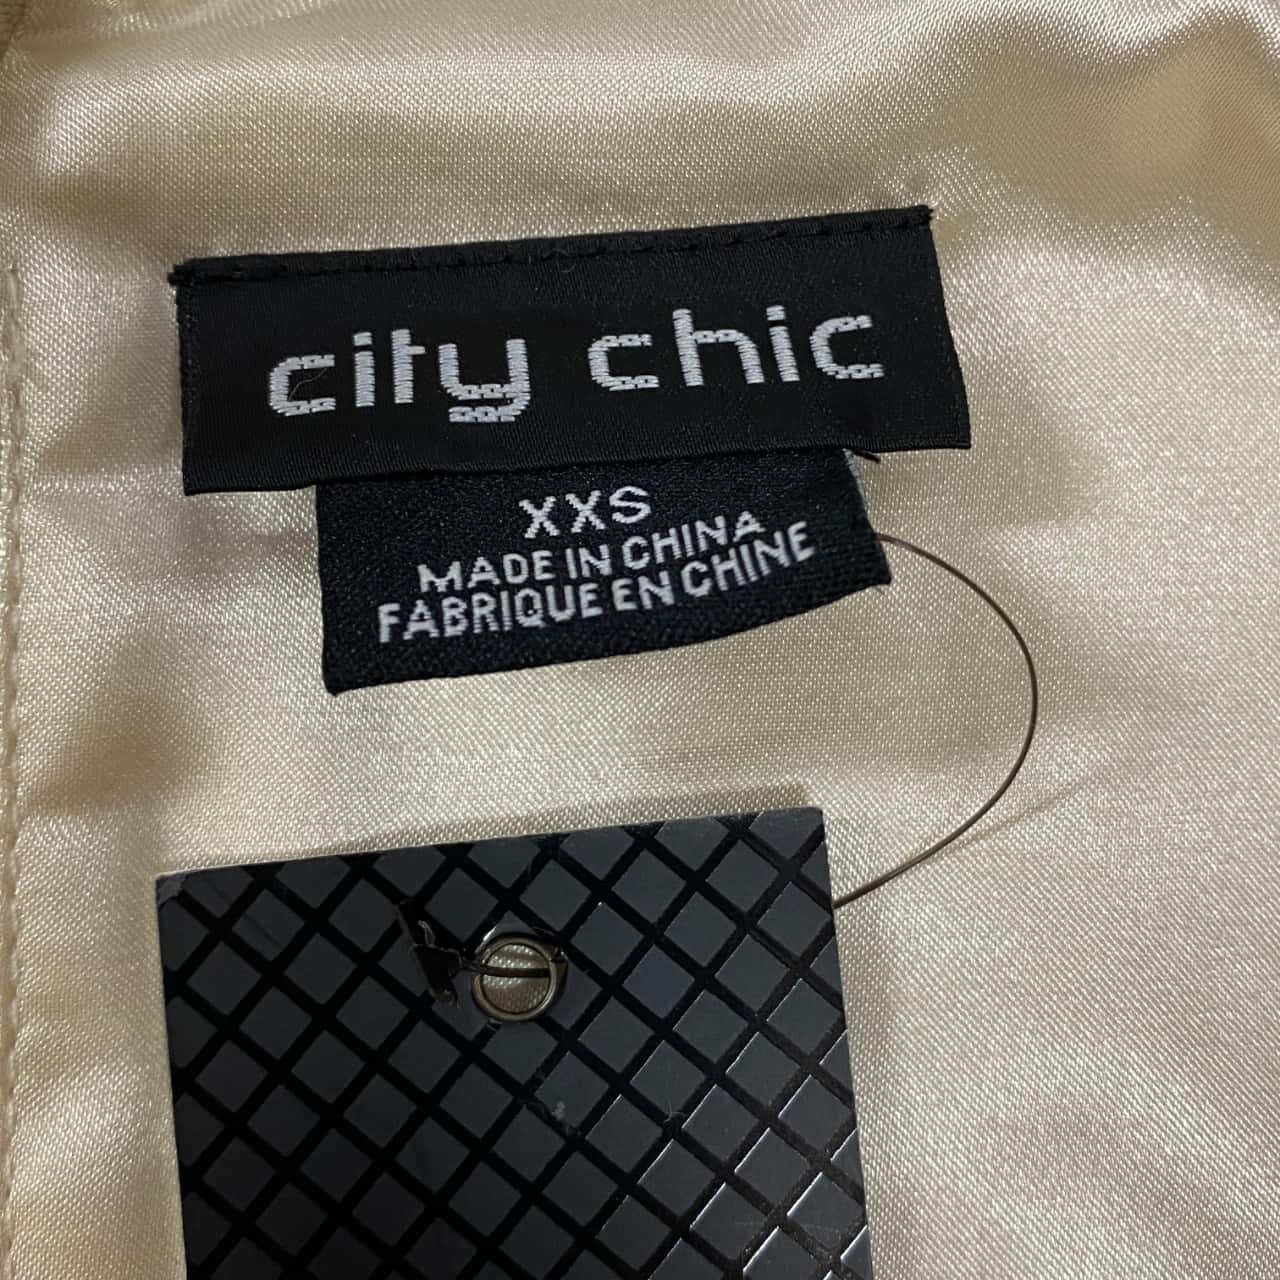 city chic
XXS
MADE IN CHINA
FABRIQUE EN CHINE